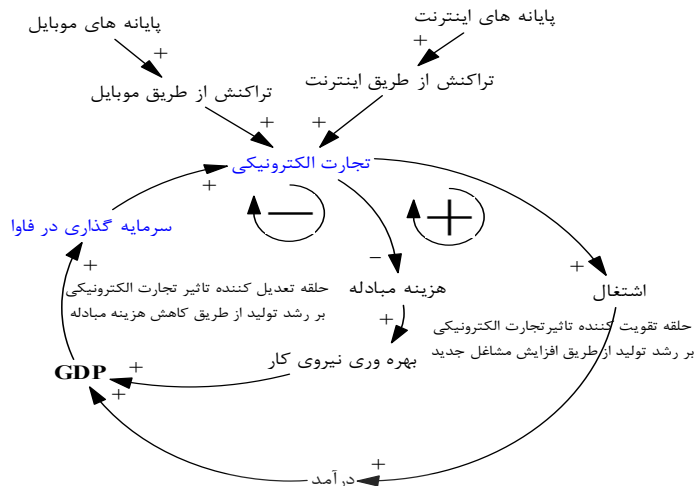 پایانه های موبایل
پایانه های اینترنت
+
+
تراکنش از طریق موبایل
تراکنش از طریق اینترنت
+
+
تجارت الکترونیکی
+
سرمایه گذاری در فاوا
−
+
−
+
هزینه مبادله
اشتغال
+
حلقه تعدیل کننده تاثیر تجارت الکترونیکی
بر رشد تولید از طریق کاهش هزینه مبادله
+
حلقه تقویت کننده تاثیرتجارت الکترونیکی
بر رشد تولید از طریق افزایش مشاغل جدید
بهره وری نیروی کار
+
GDP
+
+
درآمد